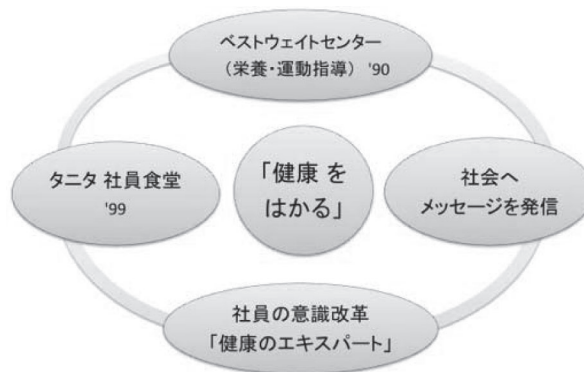 ベストウェイトセンター
(栄養・運動指導) '90
タニタ 社員食堂
'99
「健康 を
はかる」
社会へ
メッセージを発信
社員の意識改革
「健康のエキスパート」